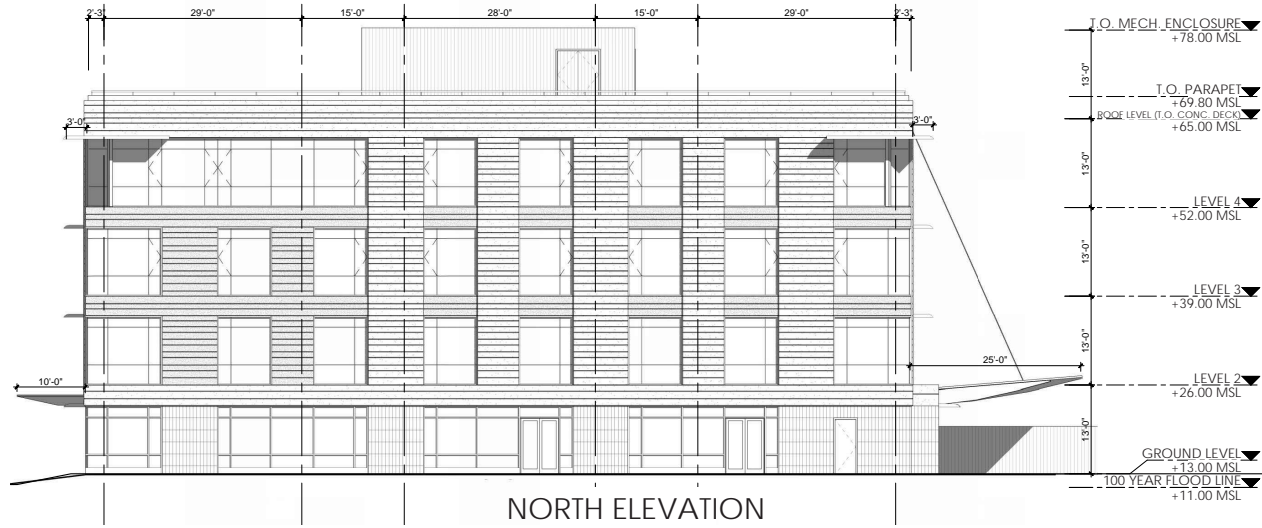 2'-3" 29'-0" 15'-0" 28'-0" 15'-0" 29'-0" 2'-3"
T.O. MECH. ENCLOSURE
+78.00 MSL
13'-0"
T.O. PARAPET
+69.80 MSL
ROOF LEVEL (T.O. CONC. DECK)
+65.00 MSL
3'-0" 3'-0"
13'-0"
LEVEL 4
+52.00 MSL
13'-0"
LEVEL 3
+39.00 MSL
13'-0"
25'-0"
10'-0"
LEVEL 2
+26.00 MSL
13'-0"
GROUND LEVEL
+13.00 MSL
100 YEAR FLOOD LINE
+11.00 MSL
NORTH ELEVATION